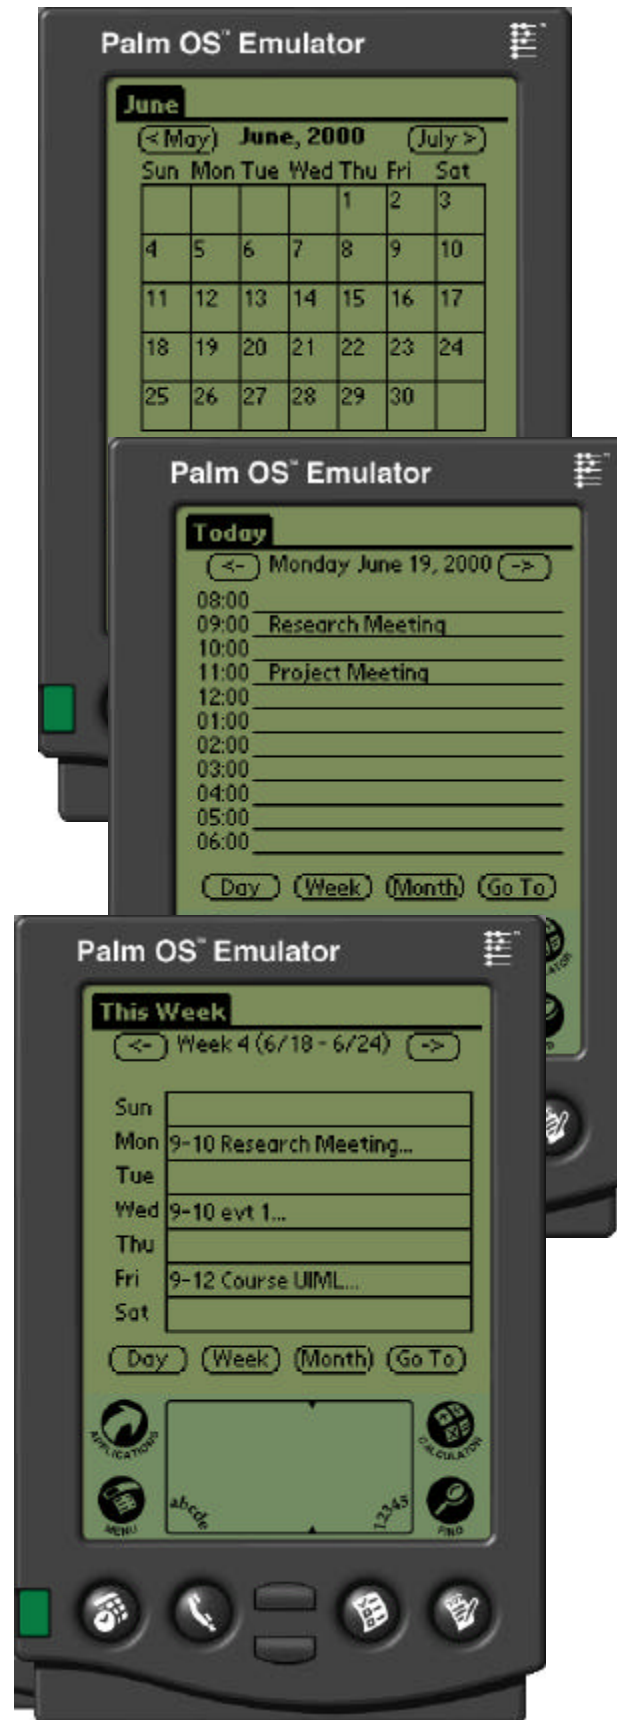 Palm OS™ Emulator
June
(< May) June, 2000 (July >)
Sun Mon Tue Wed Thu Fri Sat
1 2 3
4 5 6 7 8 9 10
11 12 13 14 15 16 17
18 19 20 21 22 23 24
25 26 27 28 29 30
Palm OS™ Emulator
Today
<- Monday June 19, 2000 ->
08:00
09:00 Research Meeting
10:00
11:00 Project Meeting
12:00
01:00
02:00
03:00
04:00
05:00
06:00
Day Week Month Go To
Palm OS™ Emulator
This Week
<- Week 4 (6/18 - 6/24) ->
Sun
Mon 9-10 Research Meeting...
Tue
Wed 9-10 evt 1...
Thu
Fri 9-12 Course UIML...
Sat
Day Week Month Go To
APPLICATIONS CALCULATOR
abcde 12345
MENU FIND